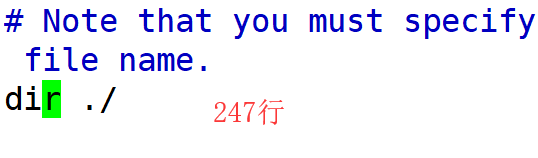 # Note that you must specify
file name.
dir ./
247行